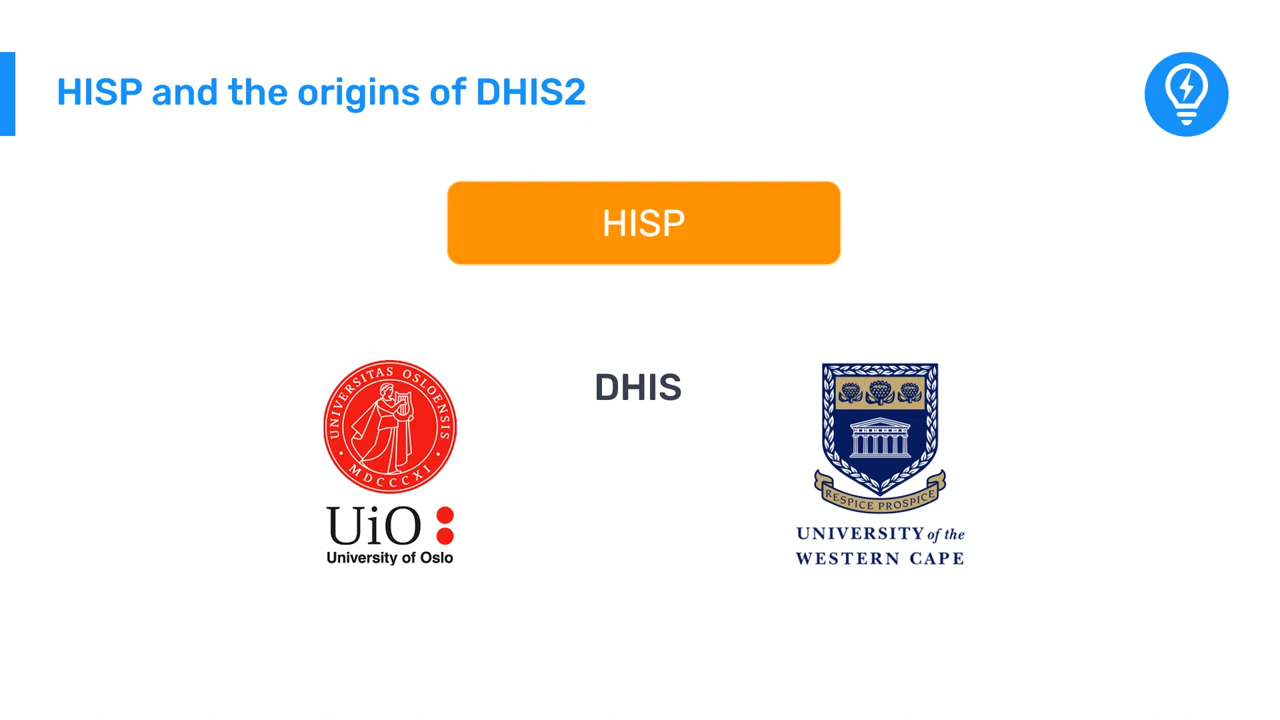 HISP and the origins of DHIS2
HISP
DHIS
UNIVERSITAS OSLOENSIS
MDCCCXI
UiO
University of Oslo
RESPICE PROSPICE
UNIVERSITY of the
WESTERN CAPE